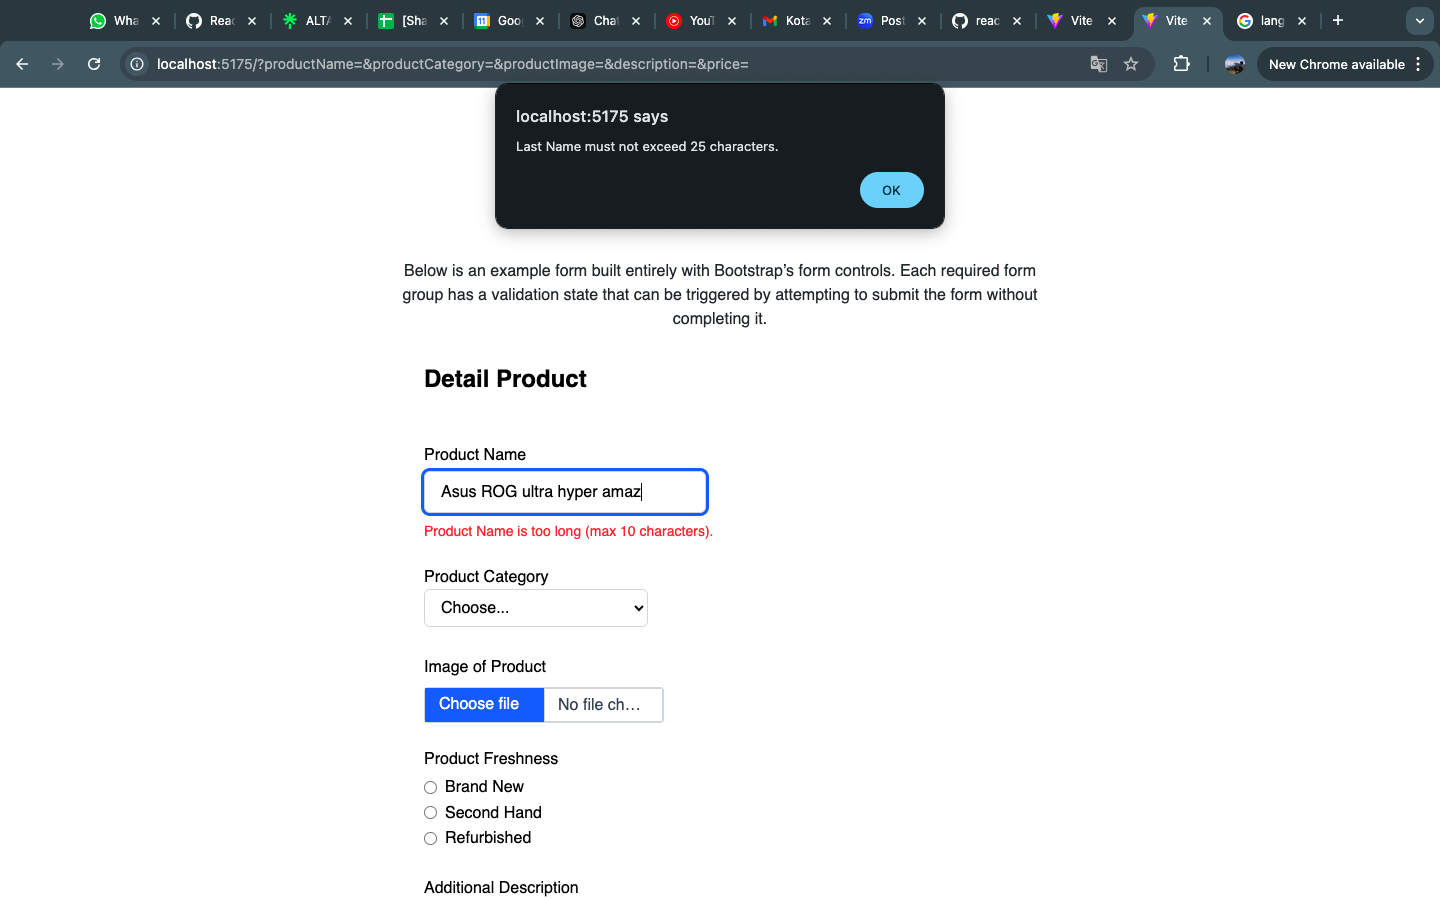 Wha
Reac
ALTA
[Sha
Goo
Chat
YouT
Kota
Post
reac
Vite
Vite
lang
localhost:5175/?productName=&productCategory=&productImage=&description=&price=
New Chrome available
localhost:5175 says
Last Name must not exceed 25 characters.
OK
Below is an example form built entirely with Bootstrap’s form controls. Each required form
group has a validation state that can be triggered by attempting to submit the form without
completing it.
Detail Product
Product Name
Asus ROG ultra hyper amaz
Product Name is too long (max 10 characters).
Product Category
Choose...
Image of Product
Choose file
No file ch…
Product Freshness
Brand New
Second Hand
Refurbished
Additional Description